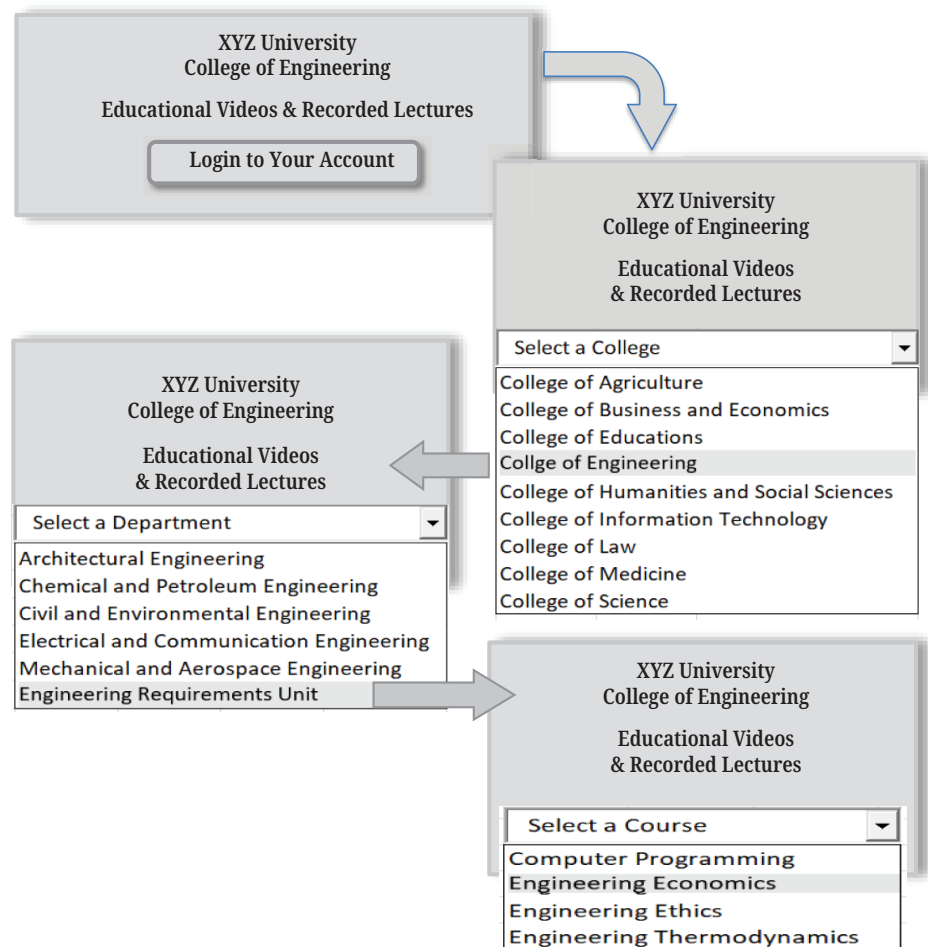 XYZ University
College of Engineering
Educational Videos & Recorded Lectures
Login to Your Account
XYZ University
College of Engineering
Educational Videos
& Recorded Lectures
Select a College
College of Agriculture
College of Business and Economics
College of Educations
Collge of Engineering
College of Humanities and Social Sciences
College of Information Technology
College of Law
College of Medicine
College of Science
XYZ University
College of Engineering
Educational Videos
& Recorded Lectures
Select a Department
Architectural Engineering
Chemical and Petroleum Engineering
Civil and Environmental Engineering
Electrical and Communication Engineering
Mechanical and Aerospace Engineering
Engineering Requirements Unit
XYZ University
College of Engineering
Educational Videos
& Recorded Lectures
Select a Course
Computer Programming
Engineering Economics
Engineering Ethics
Engineering Thermodynamics